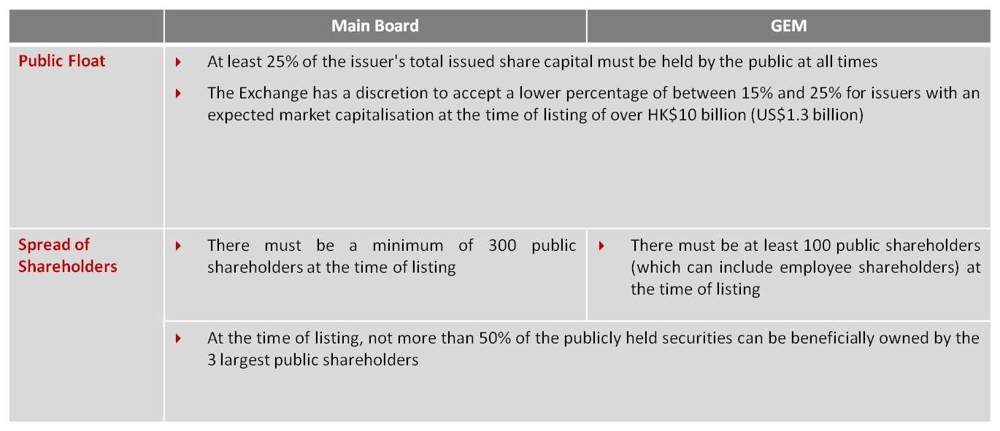 Main Board
GEM
Public Float
At least 25% of the issuer's total issued share capital must be held by the public at all times
The Exchange has a discretion to accept a lower percentage of between 15% and 25% for issuers with an
expected market capitalisation at the time of listing of over HK$10 billion (US$1.3 billion)
Spread of
Shareholders
There must be a minimum of 300 public
shareholders at the time of listing
There must be at least 100 public shareholders
(which can include employee shareholders) at
the time of listing
At the time of listing, not more than 50% of the publicly held securities can be beneficially owned by the
3 largest public shareholders